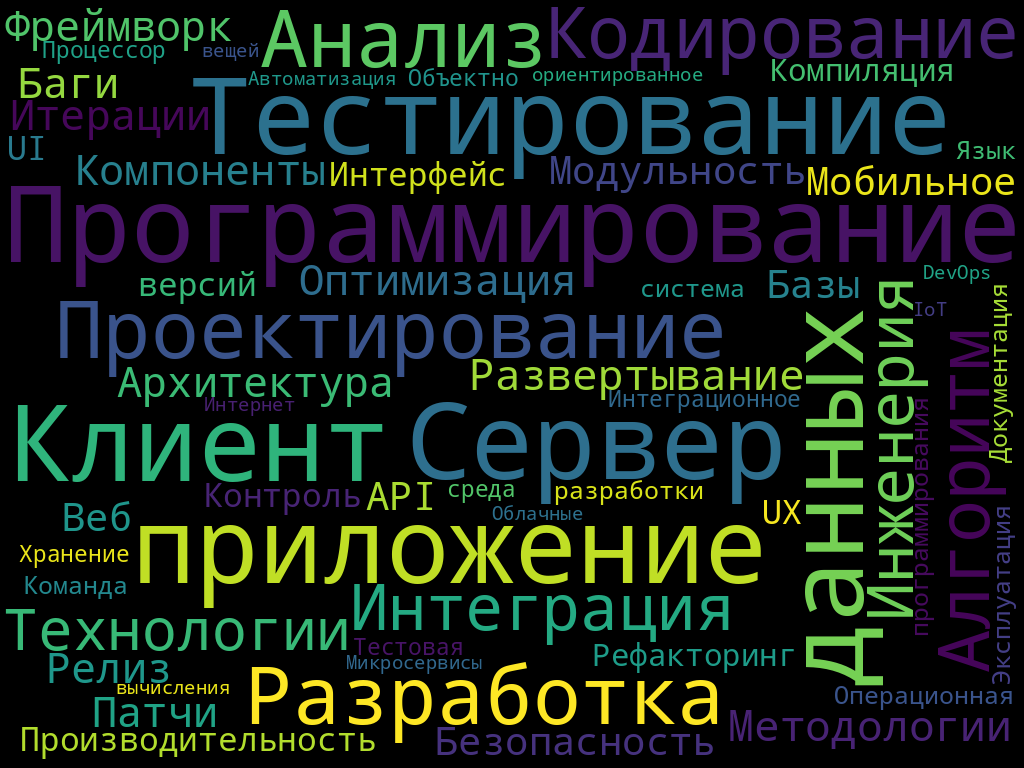 Фреймворк
Анализ
Кодирование
Процессор
вещей
Автоматизация
Объектно
ориентированное
Компиляция
Баги
Тестирование
Итерации
UI
Язык
Компоненты
Интерфейс
Модульность
Мобильное
Программирование
версий
Оптимизация
система
Базы
DevOps
IoT
Проектирование
данных
Инженерия
Алгоритм
Документация
Архитектура
Развертывание
Интернет
Интеграционное
программирования
Клиент
Сервер
Контроль
API
среда
разработки
Веб
Облачные
UX
Эксплуатация
приложение
Хранение
Команда
Интеграция
Технологии
Тестовая
Релиз
Микросервисы
Рефакторинг
вычисления
Разработка
Операционная
Патчи
Производительность
Безопасность
Методологии